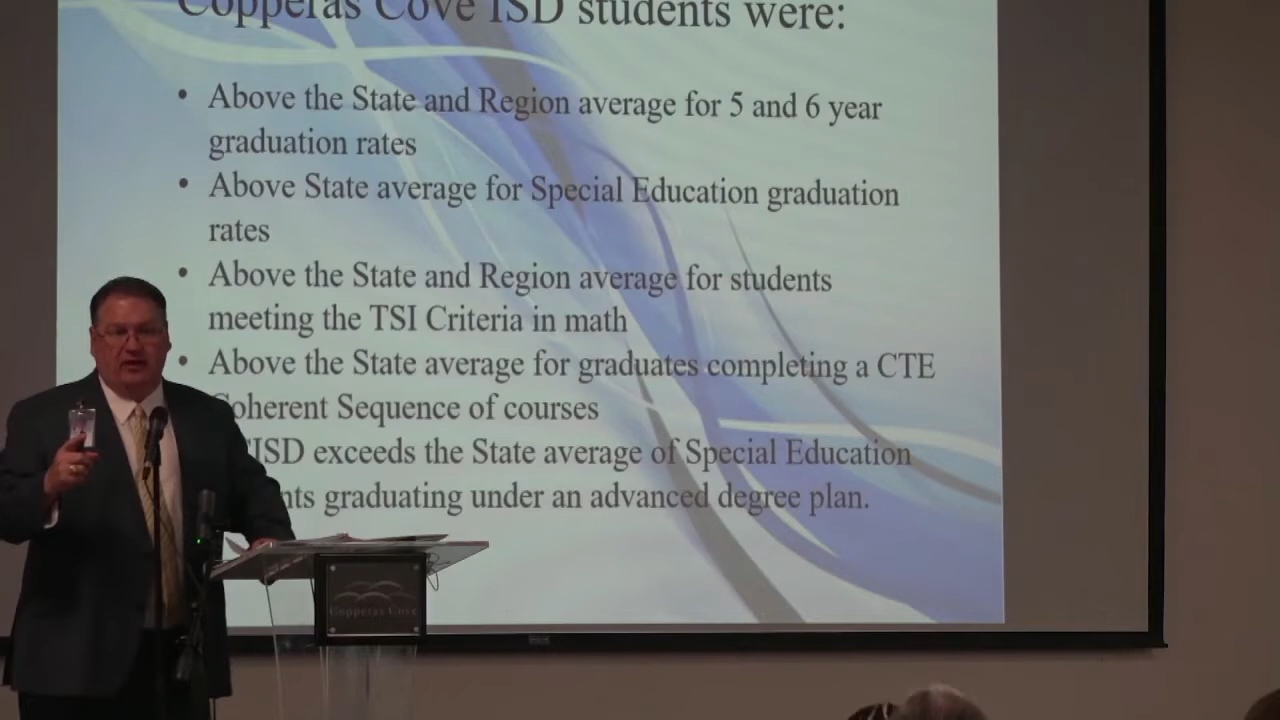 Copperas Cove ISD students were:
• Above the State and Region average for 5 and 6 year
graduation rates
• Above State average for Special Education graduation
rates
• Above the State and Region average for students
meeting the TSI Criteria in math
• Above the State average for graduates completing a CTE
Coherent Sequence of courses
ISD exceeds the State average of Special Education
nts graduating under an advanced degree plan.
Copperas Cove